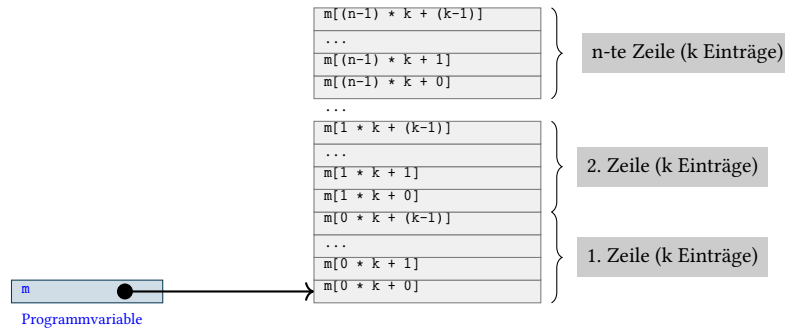 m[(n-1) * k + (k-1)]
...
m[(n-1) * k + 1]
m[(n-1) * k + 0]
n-te Zeile (k Einträge)
...
m[1 * k + (k-1)]
...
m[1 * k + 1]
m[1 * k + 0]
2. Zeile (k Einträge)
m[0 * k + (k-1)]
...
m[0 * k + 1]
m[0 * k + 0]
1. Zeile (k Einträge)
m
Programmvariable